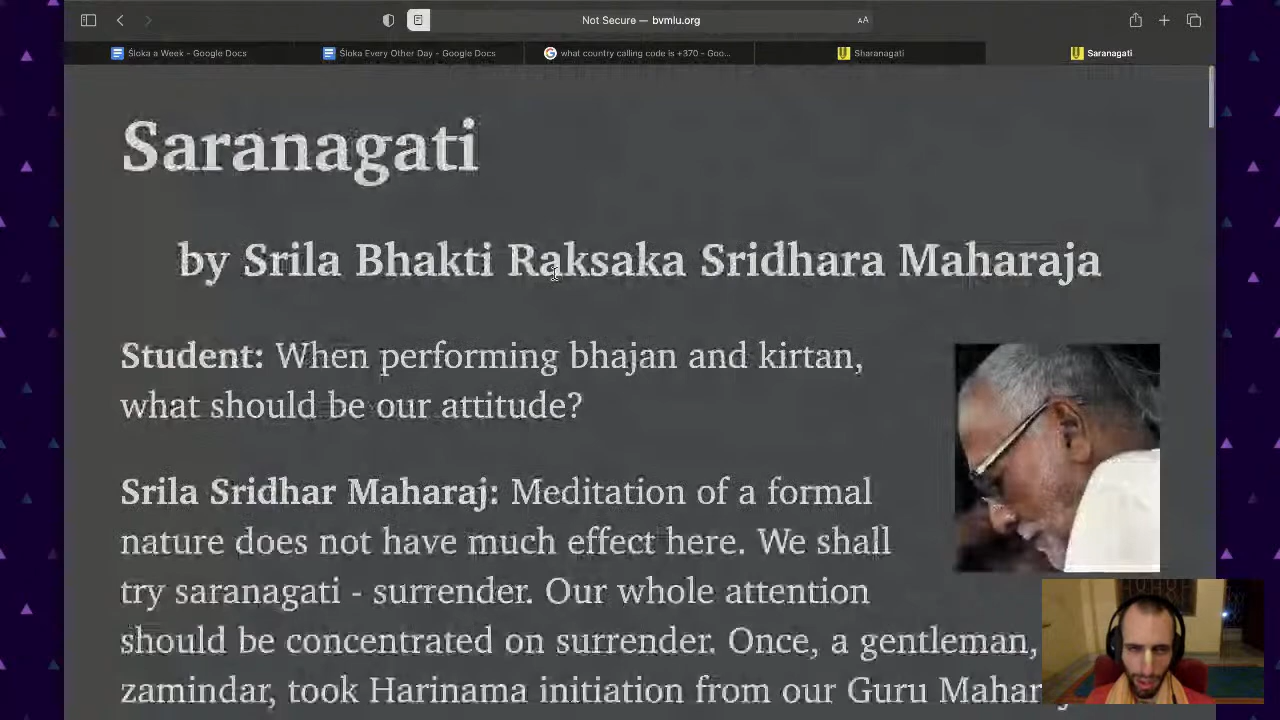 Not Secure — bvmlu.org
AA
Śloka a Week - Google Docs
Śloka Every Other Day - Google Docs
what country calling code is +370 - Goo...
Sharanagati
Saranagati
Saranagati
by Srila Bhakti Raksaka Sridhara Maharaja
Student: When performing bhajan and kirtan,
what should be our attitude?
Srila Sridhar Maharaj: Meditation of a formal
nature does not have much effect here. We shall
try saranagati - surrender. Our whole attention
should be concentrated on surrender. Once, a gentleman,
zamindar, took Harinama initiation from our Guru